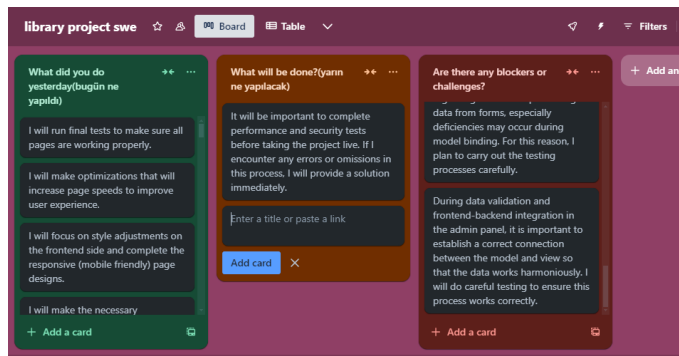 library project swe
Board
Table
Filters
What did you do
yesterday(bugün ne
yapıldı)
I will run final tests to make sure all
pages are working properly.
I will make optimizations that will
increase page speeds to improve
user experience.
I will focus on style adjustments on
the frontend side and complete the
responsive (mobile friendly) page
designs.
I will make the necessary
+ Add a card
What will be done?(yarın
ne yapılacak)
It will be important to complete
performance and security tests
before taking the project live. If I
encounter any errors or omissions in
this process, I will provide a solution
immediately.
Enter a title or paste a link
Add card
Are there any blockers or
challenges?
data from forms, especially
deficiencies may occur during
model binding. For this reason, I
plan to carry out the testing
processes carefully.
During data validation and
frontend-backend integration in
the admin panel, it is important to
establish a correct connection
between the model and view so
that the data works harmoniously. I
will do careful testing to ensure this
process works correctly.
+ Add a card
+ Add an